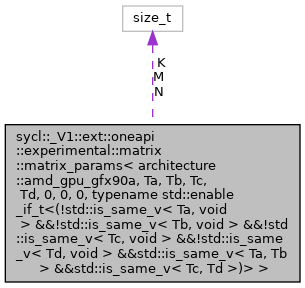 size_t
K
M
N
sycl::_V1::ext::oneapi
::experimental::matrix
::matrix_params< architecture
::amd_gpu_gfx90a, Ta, Tb, Tc,
Td, 0, 0, 0, typename std::enable
_if_t<(!std::is_same_v< Ta, void
> &&!std::is_same_v< Tb, void > &&!std
::is_same_v< Tc, void > &&!std::is_same
_v< Td, void > &&std::is_same_v< Ta, Tb
> &&std::is_same_v< Tc, Td >)> >